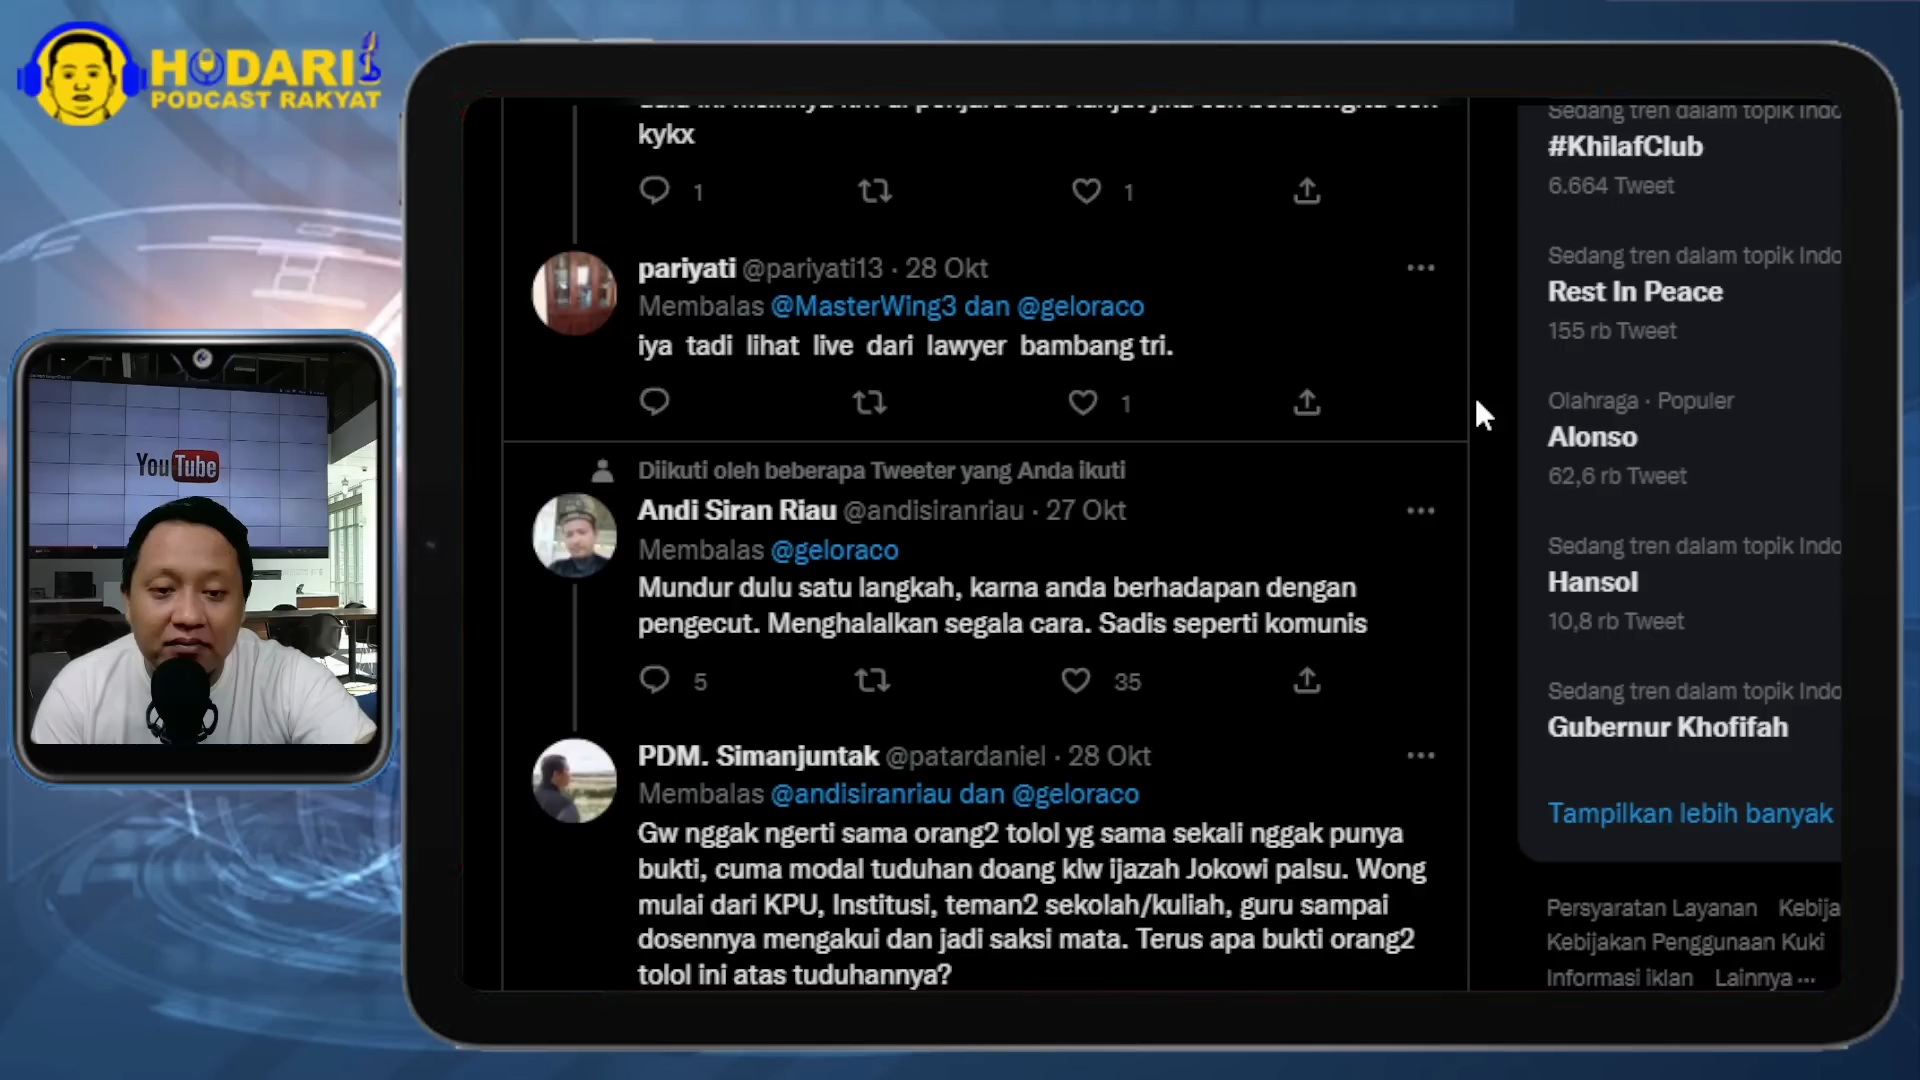 HODARI
PODCAST RAKYAT
YouTube
kykx
1
1
pariyati @pariyati13 · 28 Okt
Membalas @MasterWing3 dan @geloraco
iya tadi lihat live dari lawyer bambang tri.
1
Diikuti oleh beberapa Tweeter yang Anda ikuti
Andi Siran Riau @andisiranriau · 27 Okt
Membalas @geloraco
Mundur dulu satu langkah, karna anda berhadapan dengan
pengecut. Menghalalkan segala cara. Sadis seperti komunis
5
35
PDM. Simanjuntak @patardaniel · 28 Okt
Membalas @andisiranriau dan @geloraco
Gw nggak ngerti sama orang2 tolol yg sama sekali nggak punya
bukti, cuma modal tuduhan doang klw ijazah Jokowi palsu. Wong
mulai dari KPU, Institusi, teman2 sekolah/kuliah, guru sampai
dosennya mengakui dan jadi saksi mata. Terus apa bukti orang2
tolol ini atas tuduhannya?
Sedang tren dalam topik Indo
#KhilafClub
6.664 Tweet
Sedang tren dalam topik Indo
Rest In Peace
155 rb Tweet
Olahraga · Populer
Alonso
62,6 rb Tweet
Sedang tren dalam topik Indo
Hansol
10,8 rb Tweet
Sedang tren dalam topik Indo
Gubernur Khofifah
Tampilkan lebih banyak
Persyaratan Layanan Kebija
Kebijakan Penggunaan Kuki
Informasi iklan Lainnya ···